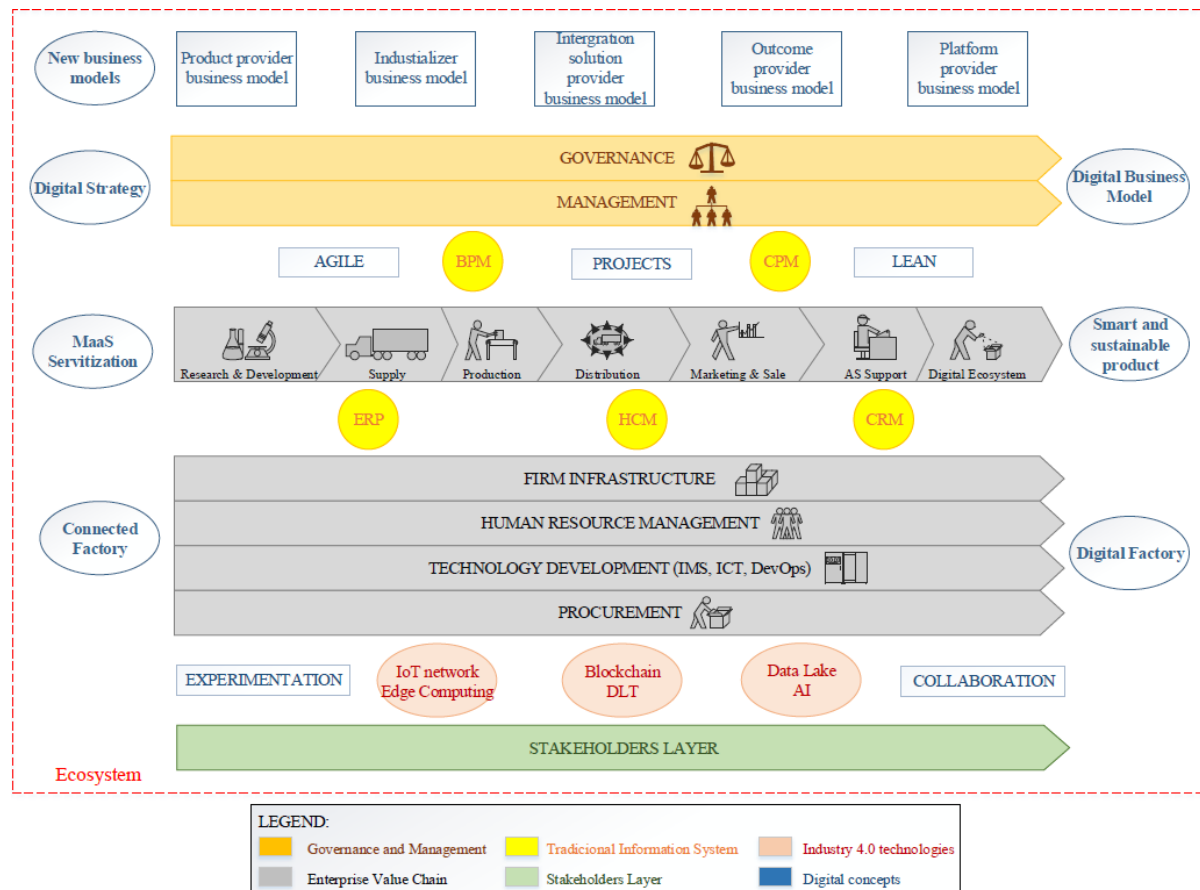 New business
models
Product provider
business model
Industializer
business model
Intergration
solution
provider
business model
Outcome
provider
business model
Platform
provider
business model
Digital Strategy
GOVERNANCE
MANAGEMENT
Digital Business
Model
AGILE
BPM
PROJECTS
CPM
LEAN
MaaS
Servitization
Research & Development
Supply
Production
Distribution
Marketing & Sale
AS Support
Digital Ecosystem
Smart and
sustainable
product
ERP
HCM
CRM
Connected
Factory
FIRM INFRASTRUCTURE
HUMAN RESOURCE MANAGEMENT
TECHNOLOGY DEVELOPMENT (IMS, ICT, DevOps)
PROCUREMENT
Digital Factory
EXPERIMENTATION
IoT network
Edge Computing
Blockchain
DLT
Data Lake
AI
COLLABORATION
STAKEHOLDERS LAYER
Ecosystem
LEGEND:
Governance and Management
Tradicional Information System
Industry 4.0 technologies
Enterprise Value Chain
Stakeholders Layer
Digital concepts